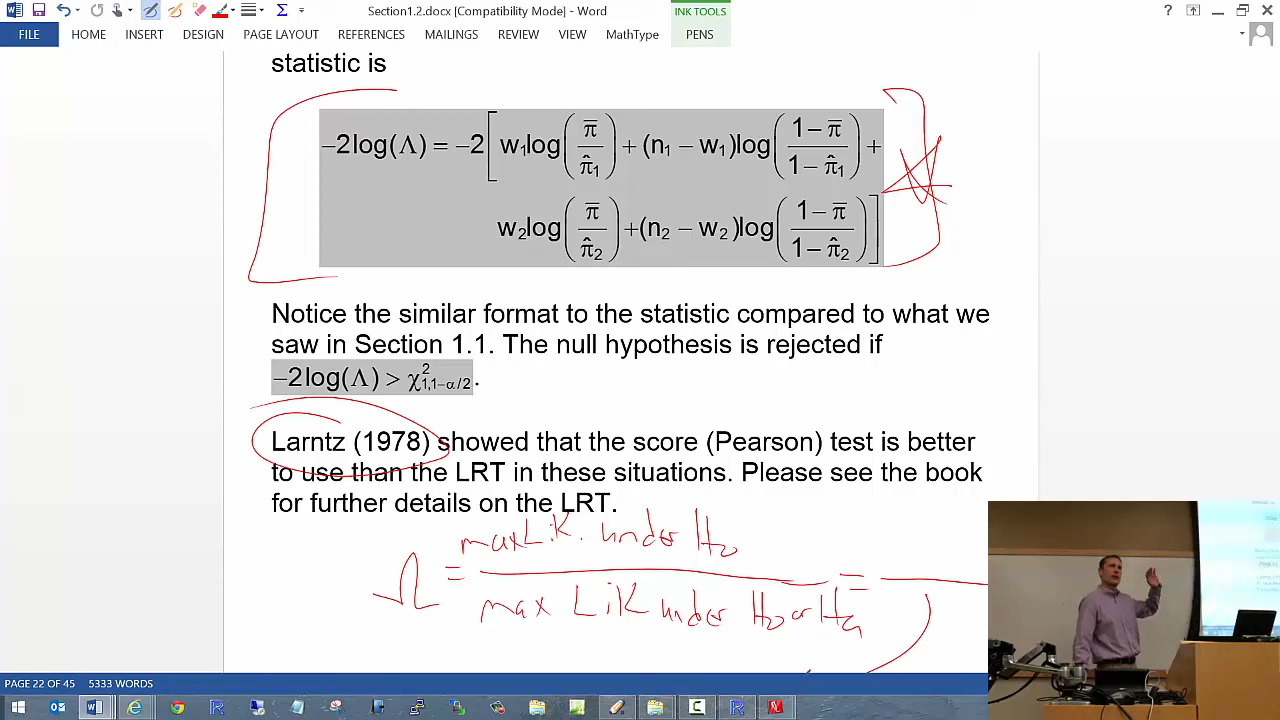 Section1.2.docx [Compatibility Mode] - Word
INK TOOLS
FILE HOME INSERT DESIGN PAGE LAYOUT REFERENCES MAILINGS REVIEW VIEW MathType PENS
statistic is
−2log(Λ) = −2[w₁log(π̅/π̂₁) + (n₁ − w₁)log((1− π̅)/(1− π̂₁)) +
w₂log(π̅/π̂₂) +(n₂ − w₂)log((1− π̅)/(1− π̂₂))]
Notice the similar format to the statistic compared to what we
saw in Section 1.1. The null hypothesis is rejected if
−2log(Λ) > χ²₁,₁₋α/₂.
Larntz (1978) showed that the score (Pearson) test is better
to use than the LRT in these situations. Please see the book
for further details on the LRT.
max Lik. under H₀
Λ = =
max Lik under H₀ or Hₐ
PAGE 22 OF 45 5333 WORDS